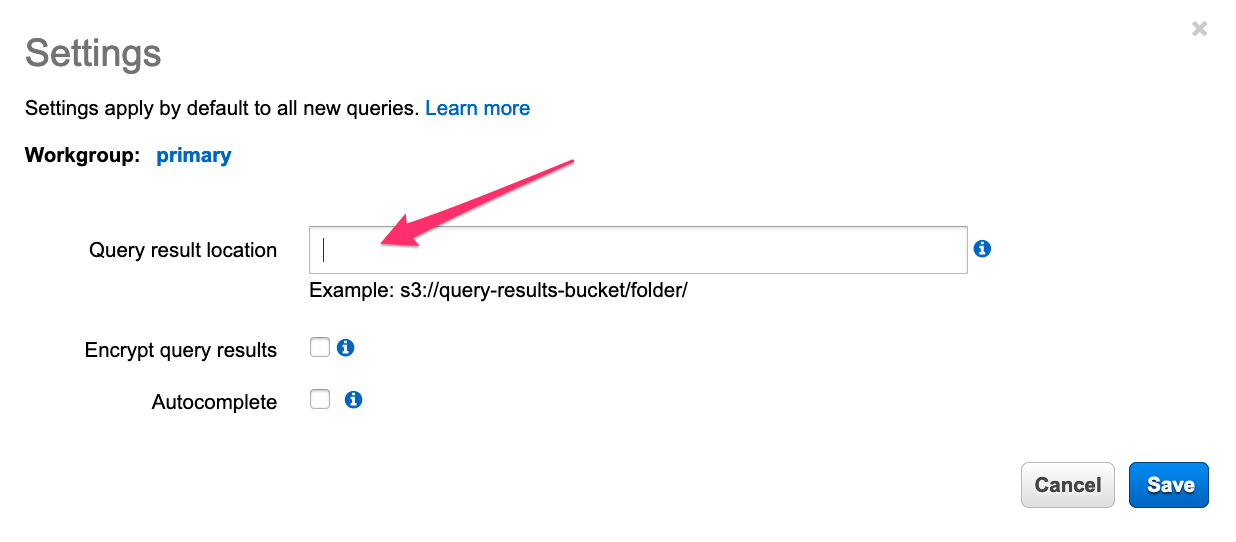 Settings
Settings apply by default to all new queries. Learn more
Workgroup: primary
Query result location
Example: s3://query-results-bucket/folder/
Encrypt query results
Autocomplete
Cancel Save